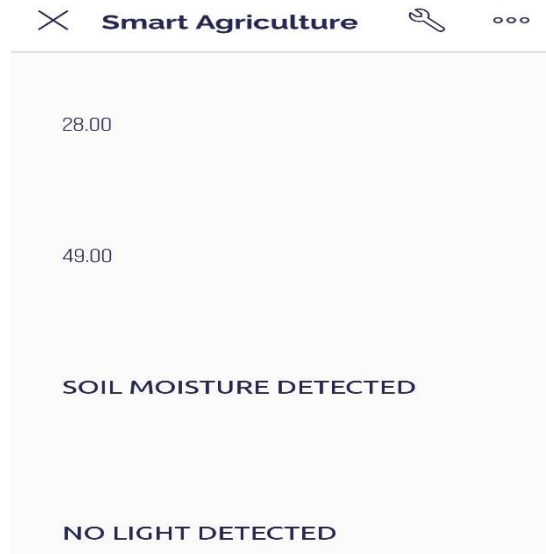 Smart Agriculture
28.00
49.00
SOIL MOISTURE DETECTED
NO LIGHT DETECTED